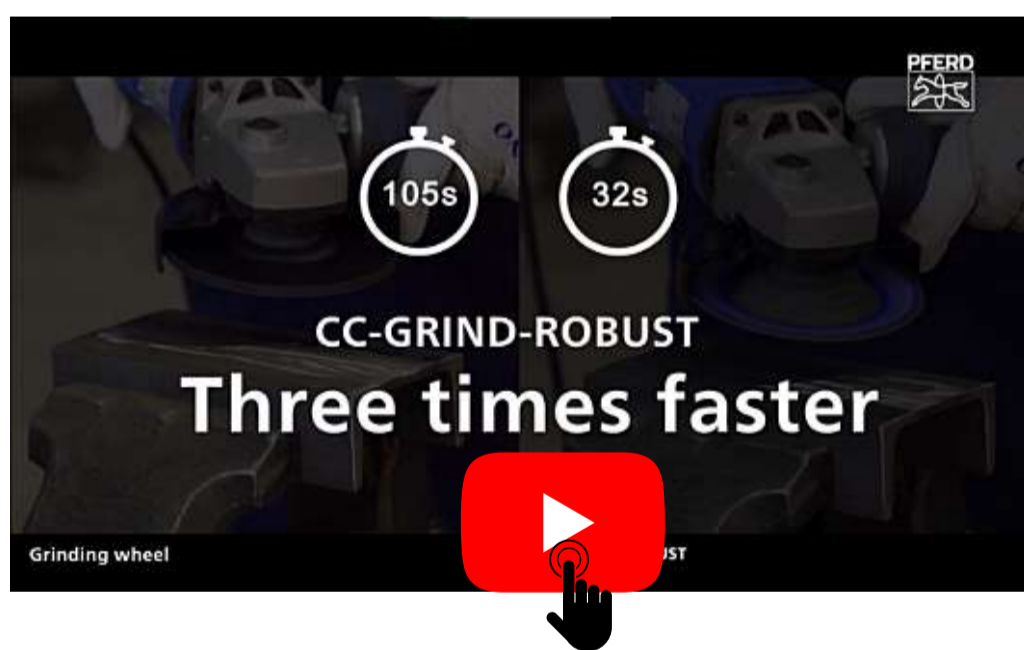 PFERD
105s
32s
CC-GRIND-ROBUST
Three times faster
Grinding wheel